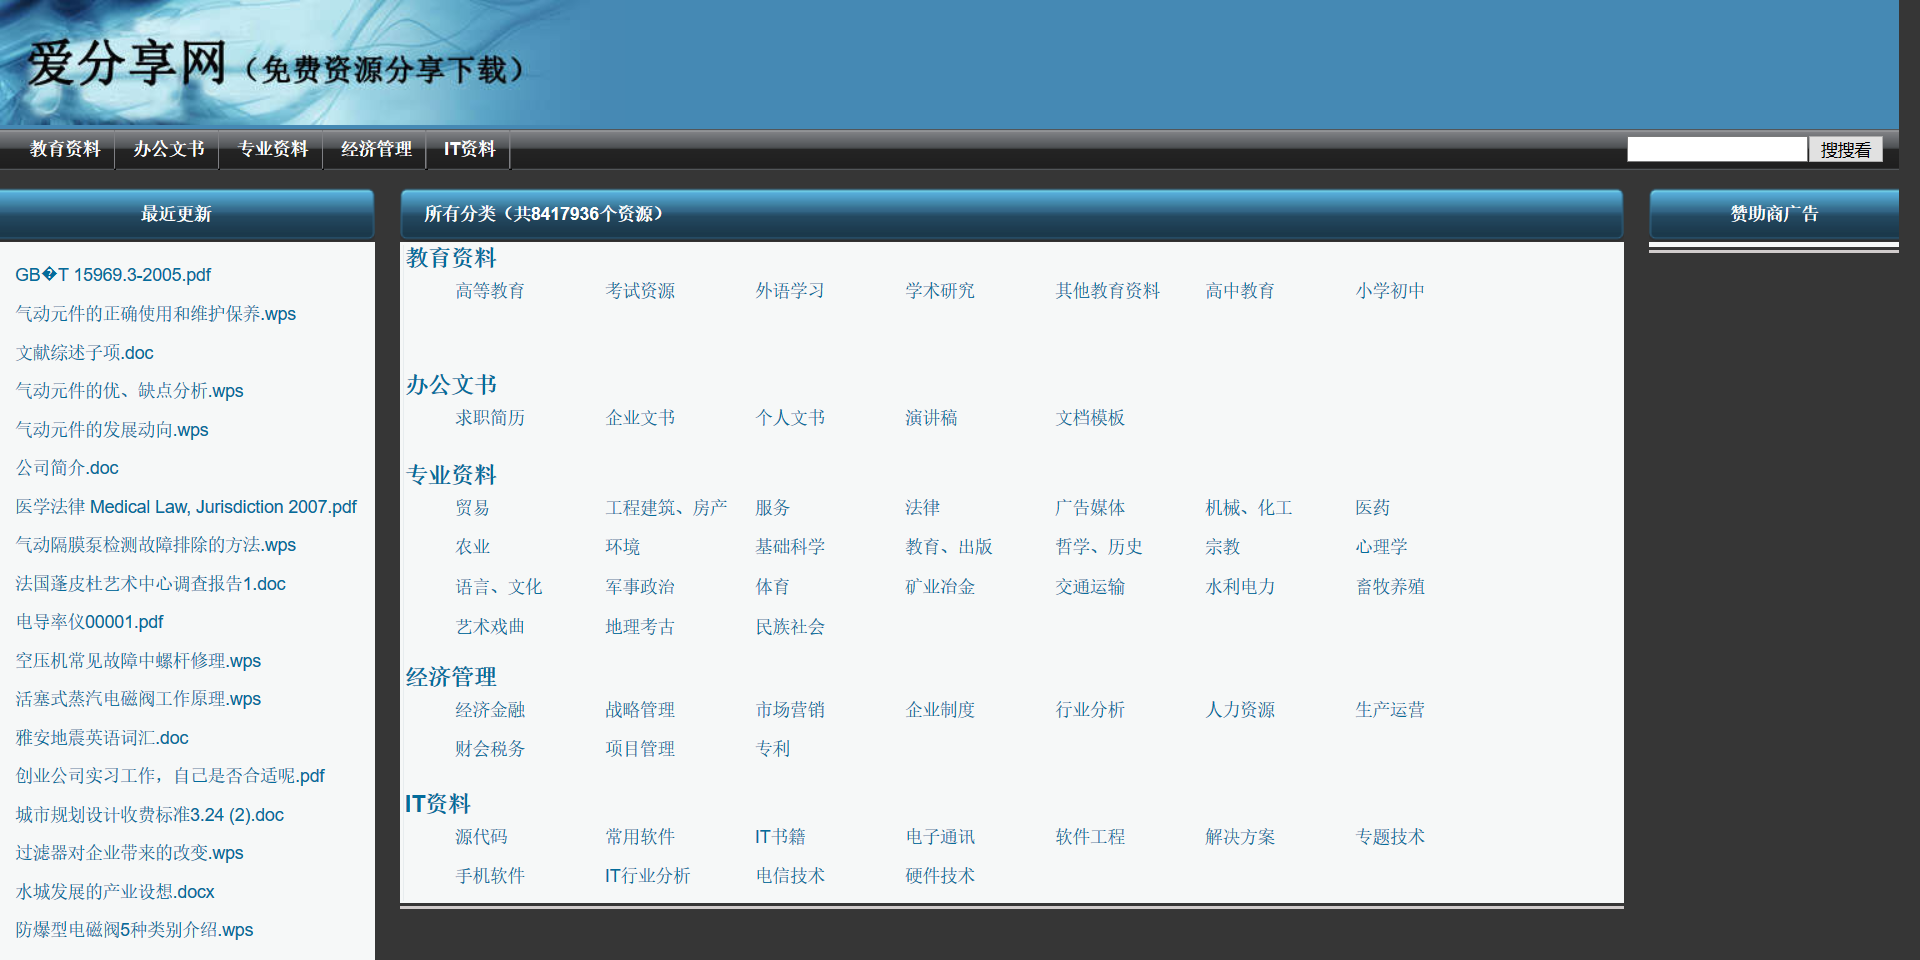 爱分享网（免费资源分享下载）
教育资料 办公文书 专业资料 经济管理 IT资料 搜搜看
最近更新
GB�T 15969.3-2005.pdf
气动元件的正确使用和维护保养.wps
文献综述子项.doc
气动元件的优、缺点分析.wps
气动元件的发展动向.wps
公司简介.doc
医学法律 Medical Law, Jurisdiction 2007.pdf
气动隔膜泵检测故障排除的方法.wps
法国蓬皮杜艺术中心调查报告1.doc
电导率仪00001.pdf
空压机常见故障中螺杆修理.wps
活塞式蒸汽电磁阀工作原理.wps
雅安地震英语词汇.doc
创业公司实习工作，自己是否合适呢.pdf
城市规划设计收费标准3.24 (2).doc
过滤器对企业带来的改变.wps
水城发展的产业设想.docx
防爆型电磁阀5种类别介绍.wps
所有分类（共8417936个资源）
教育资料
高等教育 考试资源 外语学习 学术研究 其他教育资料 高中教育 小学初中
办公文书
求职简历 企业文书 个人文书 演讲稿 文档模板
专业资料
贸易 工程建筑、房产 服务 法律 广告媒体 机械、化工 医药
农业 环境 基础科学 教育、出版 哲学、历史 宗教 心理学
语言、文化 军事政治 体育 矿业冶金 交通运输 水利电力 畜牧养殖
艺术戏曲 地理考古 民族社会
经济管理
经济金融 战略管理 市场营销 企业制度 行业分析 人力资源 生产运营
财会税务 项目管理 专利
IT资料
源代码 常用软件 IT书籍 电子通讯 软件工程 解决方案 专题技术
手机软件 IT行业分析 电信技术 硬件技术
赞助商广告